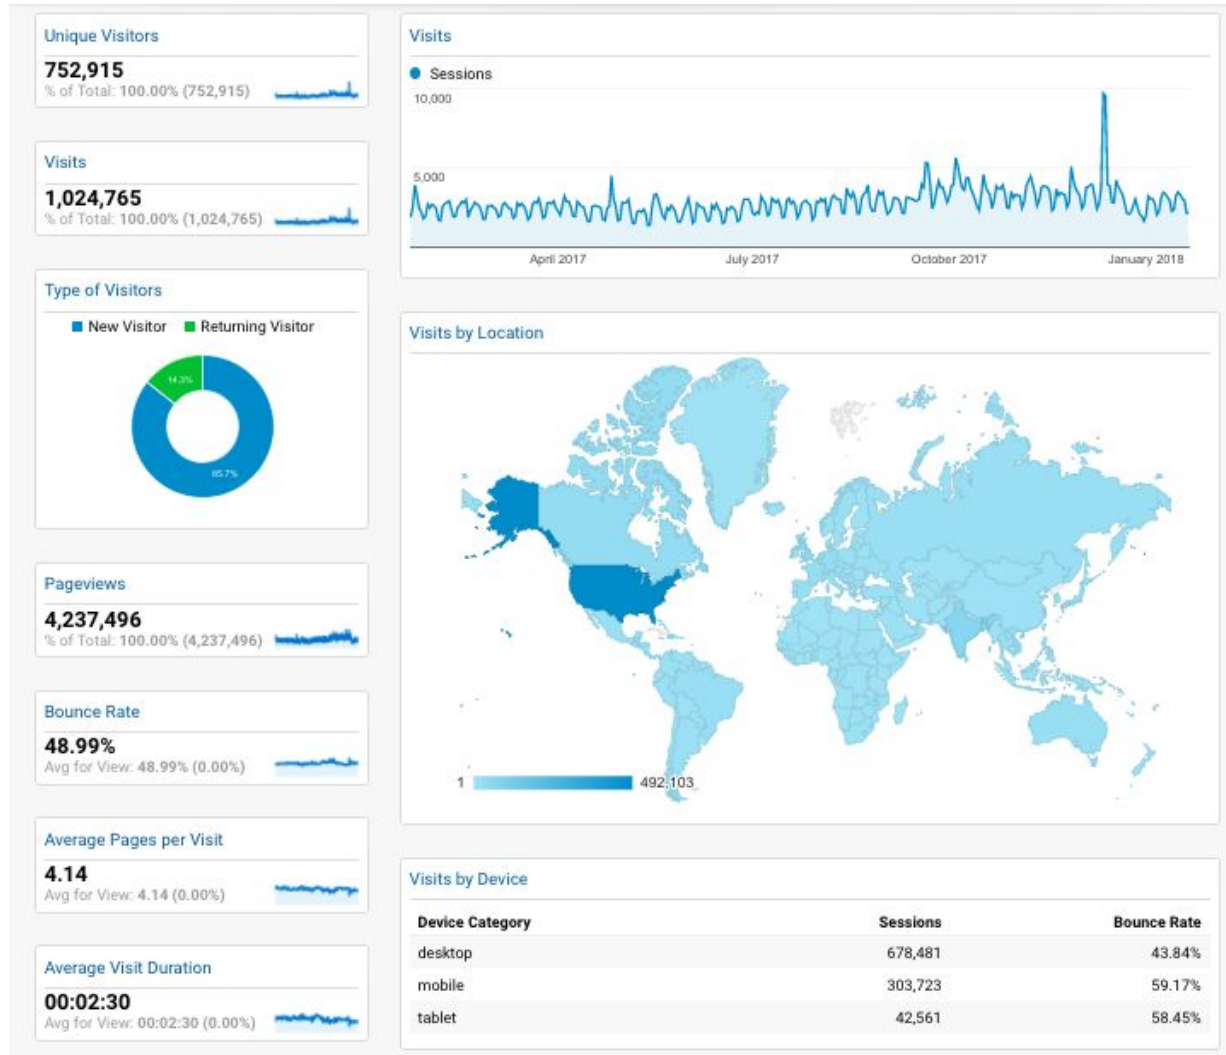 Unique Visitors
752,915
% of Total: 100.00% (752,915)
Visits
1,024,765
% of Total: 100.00% (1,024,765)
Type of Visitors
New Visitor Returning Visitor
14.3%
85.7%
Pageviews
4,237,496
% of Total: 100.00% (4,237,496)
Bounce Rate
48.99%
Avg for View: 48.99% (0.00%)
Average Pages per Visit
4.14
Avg for View: 4.14 (0.00%)
Average Visit Duration
00:02:30
Avg for View: 00:02:30 (0.00%)
Visits
Sessions
10,000
5,000
April 2017 July 2017 October 2017 January 2018
Visits by Location
1 492,103
Visits by Device
Device Category Sessions Bounce Rate
desktop 678,481 43.84%
mobile 303,723 59.17%
tablet 42,561 58.45%